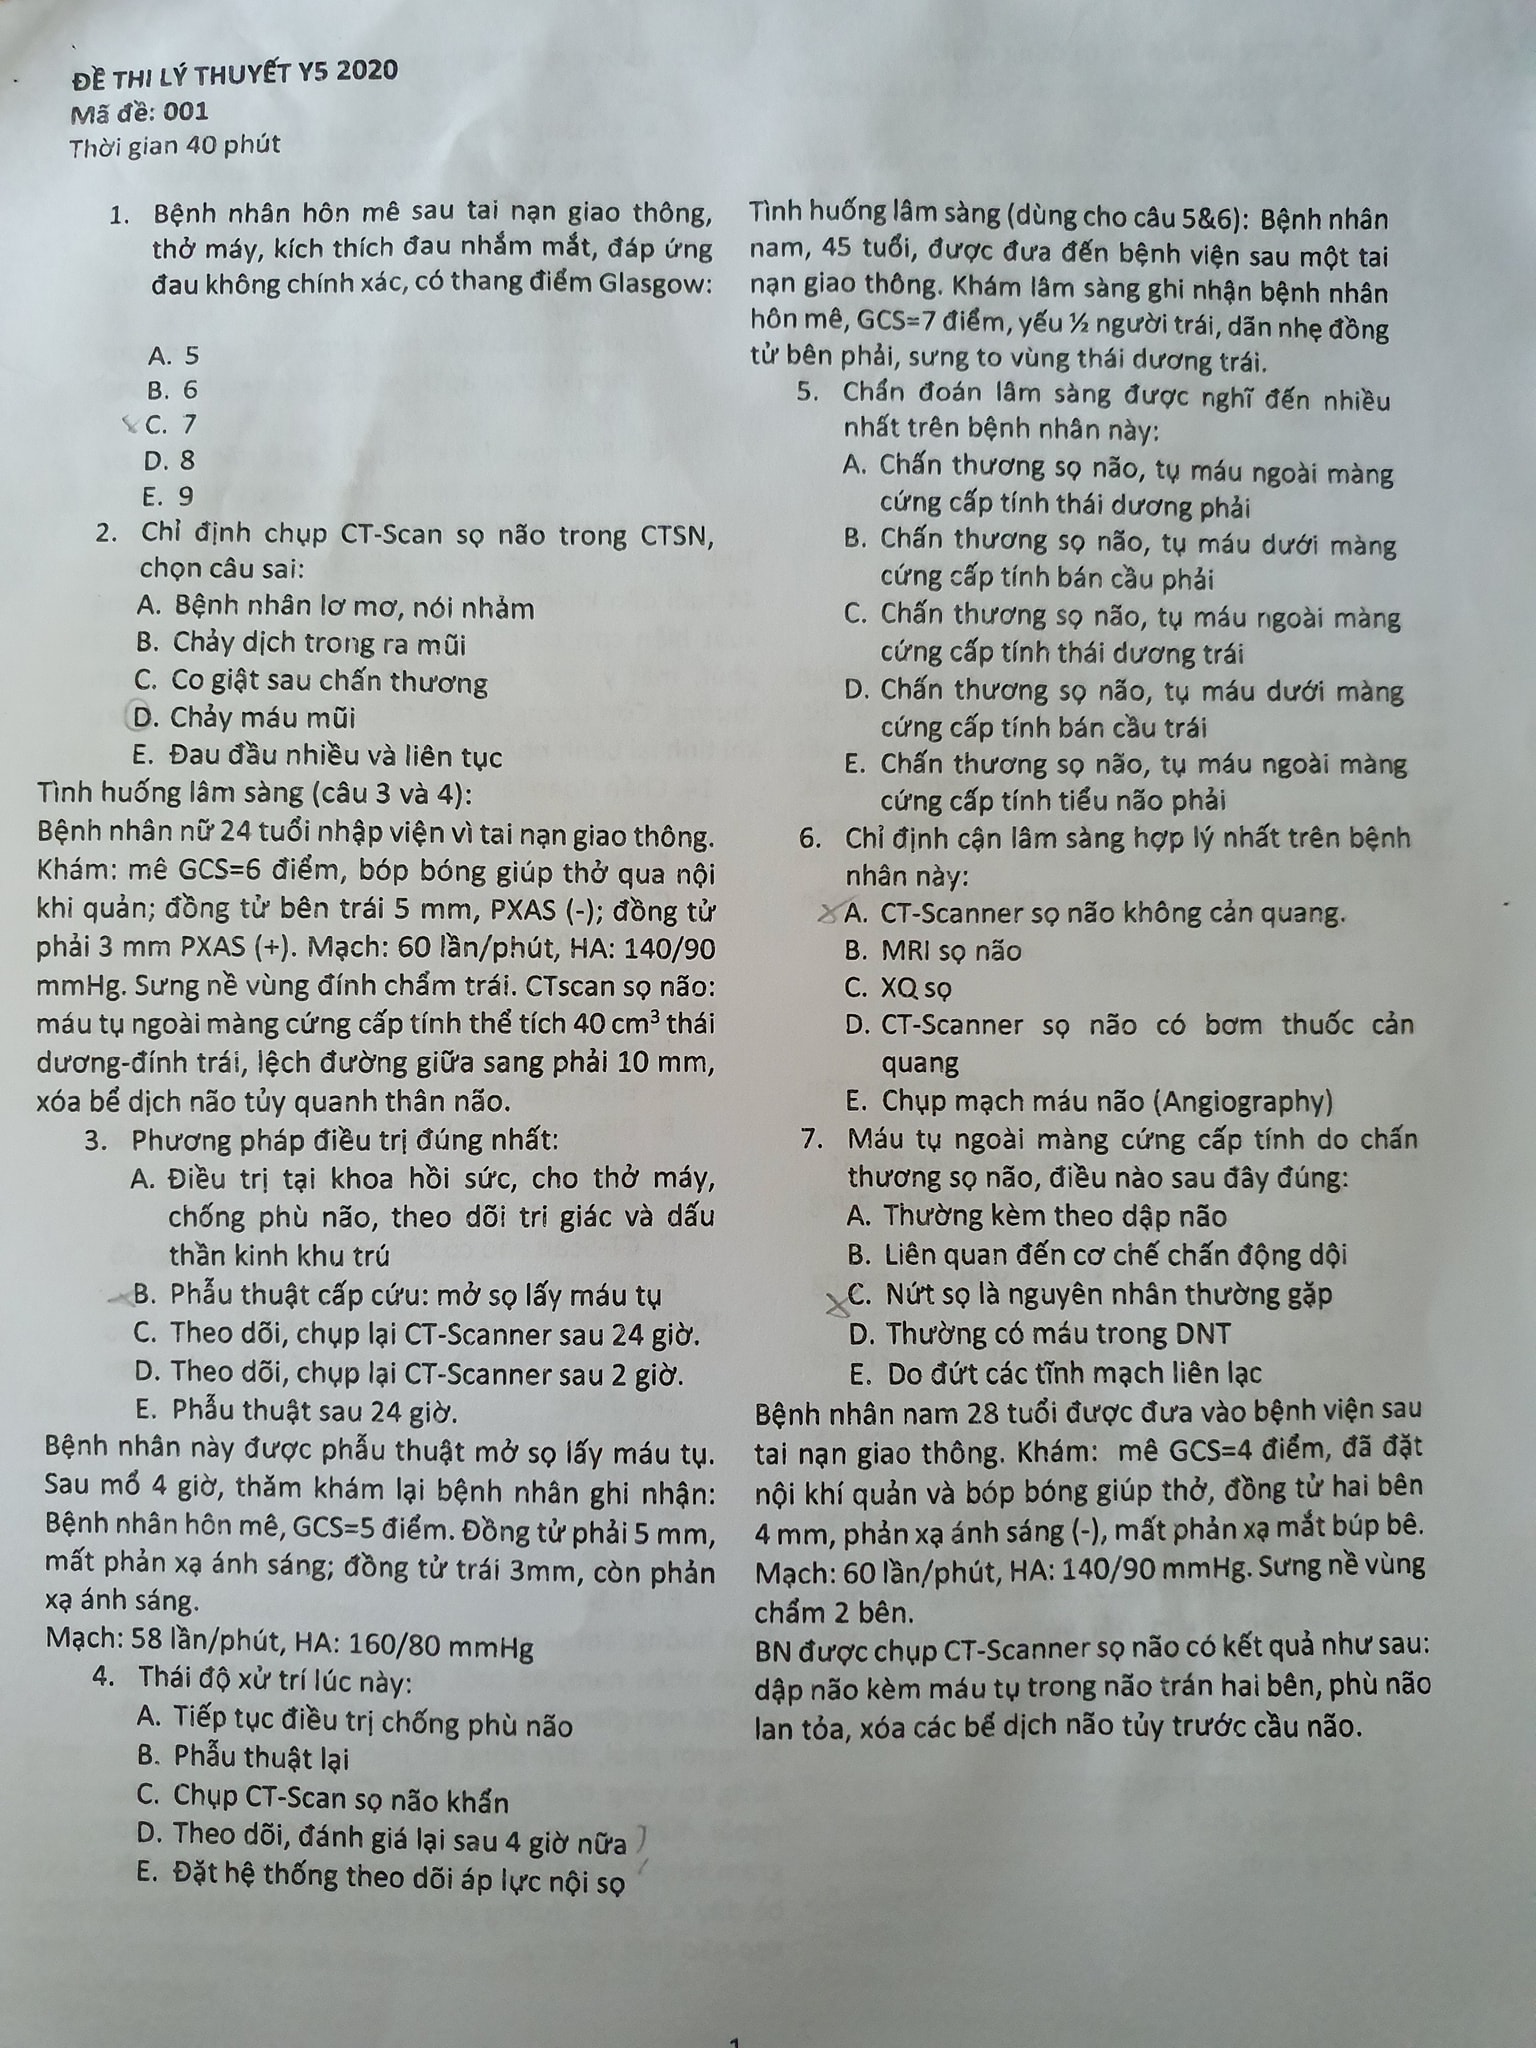 ĐỀ THI LÝ THUYẾT Y5 2020
Mã đề: 001
Thời gian 40 phút
1. Bệnh nhân hôn mê sau tai nạn giao thông,
thở máy, kích thích đau nhắm mắt, đáp ứng
đau không chính xác, có thang điểm Glasgow:
A. 5
B. 6
C. 7
D. 8
E. 9
2. Chỉ định chụp CT-Scan sọ não trong CTSN,
chọn câu sai:
A. Bệnh nhân lơ mơ, nói nhảm
B. Chảy dịch trong ra mũi
C. Co giật sau chấn thương
D. Chảy máu mũi
E. Đau đầu nhiều và liên tục
Tình huống lâm sàng (câu 3 và 4):
Bệnh nhân nữ 24 tuổi nhập viện vì tai nạn giao thông.
Khám: mê GCS=6 điểm, bóp bóng giúp thở qua nội
khi quản; đồng tử bên trái 5 mm, PXAS (-); đồng tử
phải 3 mm PXAS (+). Mạch: 60 lần/phút, HA: 140/90
mmHg. Sưng nề vùng đính chẩm trái. CTscan sọ não:
máu tụ ngoài màng cứng cấp tính thể tích 40 cm³ thái
dương-đính trái, lệch đường giữa sang phải 10 mm,
xóa bể dịch não tủy quanh thân não.
3. Phương pháp điều trị đúng nhất:
A. Điều trị tại khoa hồi sức, cho thở máy,
chống phù não, theo dõi tri giác và dấu
thần kinh khu trú
B. Phẫu thuật cấp cứu: mở sọ lấy máu tụ
C. Theo dõi, chụp lại CT-Scanner sau 24 giờ.
D. Theo dõi, chụp lại CT-Scanner sau 2 giờ.
E. Phẫu thuật sau 24 giờ.
Bệnh nhân này được phẫu thuật mở sọ lấy máu tụ.
Sau mổ 4 giờ, thăm khám lại bệnh nhân ghi nhận:
Bệnh nhân hôn mê, GCS=5 điểm. Đồng tử phải 5 mm,
mất phản xạ ánh sáng; đồng tử trái 3mm, còn phản
xạ ánh sáng.
Mạch: 58 lần/phút, HA: 160/80 mmHg
4. Thái độ xử trí lúc này:
A. Tiếp tục điều trị chống phù não
B. Phẫu thuật lại
C. Chụp CT-Scan sọ não khẩn
D. Theo dõi, đánh giá lại sau 4 giờ nữa
E. Đặt hệ thống theo dõi áp lực nội sọ
Tình huống lâm sàng (dùng cho câu 5&6): Bệnh nhân
nam, 45 tuổi, được đưa đến bệnh viện sau một tai
nạn giao thông. Khám lâm sàng ghi nhận bệnh nhân
hôn mê, GCS=7 điểm, yếu ½ người trái, dãn nhẹ đồng
tử bên phải, sưng to vùng thái dương trái.
5. Chẩn đoán lâm sàng được nghĩ đến nhiều
nhất trên bệnh nhân này:
A. Chấn thương sọ não, tụ máu ngoài màng
cứng cấp tính thái dương phải
B. Chấn thương sọ não, tụ máu dưới màng
cứng cấp tính bán cầu phải
C. Chấn thương sọ não, tụ máu ngoài màng
cứng cấp tính thái dương trái
D. Chấn thương sọ não, tụ máu dưới màng
cứng cấp tính bán cầu trái
E. Chấn thương sọ não, tụ máu ngoài màng
cứng cấp tính tiểu não phải
6. Chỉ định cận lâm sàng hợp lý nhất trên bệnh
nhân này:
A. CT-Scanner sọ não không cản quang.
B. MRI sọ não
C. XQ sọ
D. CT-Scanner sọ não có bơm thuốc cản
quang
E. Chụp mạch máu não (Angiography)
7. Máu tụ ngoài màng cứng cấp tính do chấn
thương sọ não, điều nào sau đây đúng:
A. Thường kèm theo dập não
B. Liên quan đến cơ chế chấn động dội
C. Nứt sọ là nguyên nhân thường gặp
D. Thường có máu trong DNT
E. Do đứt các tĩnh mạch liên lạc
Bệnh nhân nam 28 tuổi được đưa vào bệnh viện sau
tai nạn giao thông. Khám: mê GCS=4 điểm, đã đặt
nội khí quản và bóp bóng giúp thở, đồng tử hai bên
4 mm, phản xạ ánh sáng (-), mất phản xạ mắt búp bê.
Mạch: 60 lần/phút, HA: 140/90 mmHg. Sưng nề vùng
chẩm 2 bên.
BN được chụp CT-Scanner sọ não có kết quả như sau:
dập não kèm máu tụ trong não trán hai bên, phù não
lan tỏa, xóa các bể dịch não tủy trước cầu não.
1